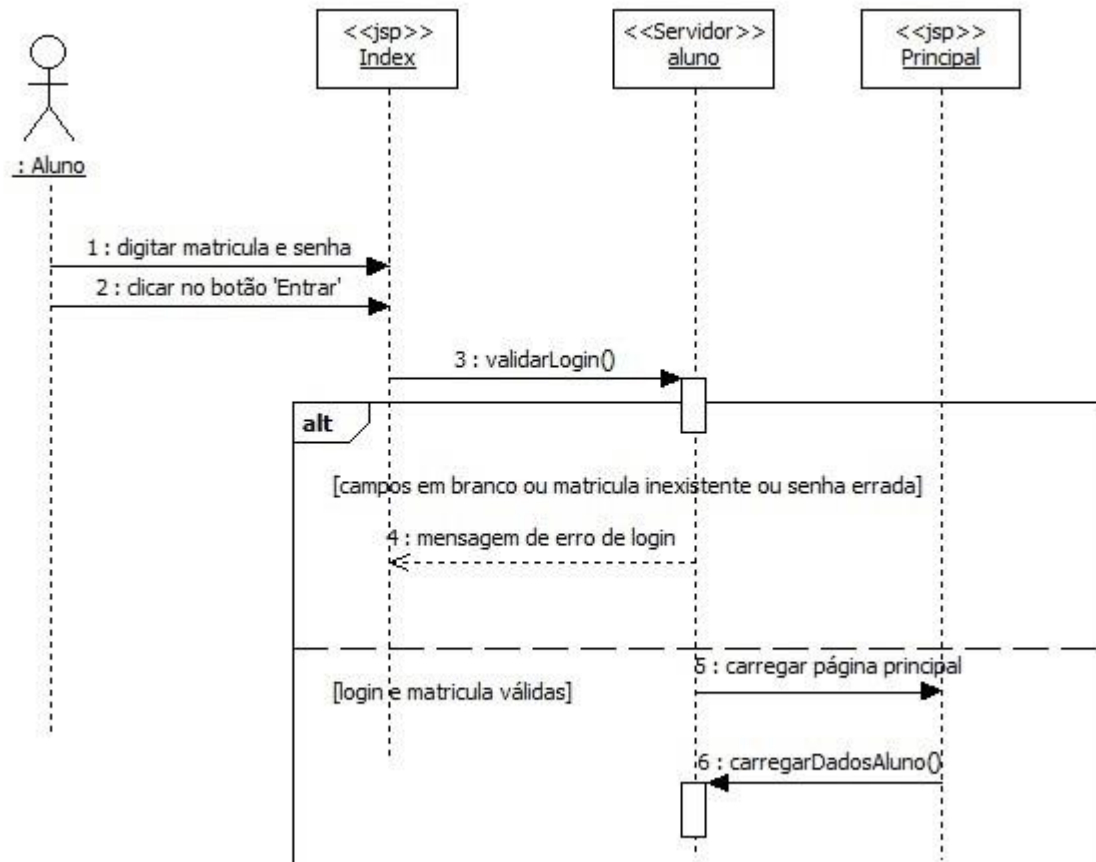 <<jsp>>
Index
<<Servidor>>
aluno
<<jsp>>
Principal
: Aluno
1 : digitar matricula e senha
2 : clicar no botão 'Entrar'
3 : validarLogin()
alt
[campos em branco ou matricula inexistente ou senha errada]
4 : mensagem de erro de login
5 : carregar página principal
[login e matricula válidas]
6 : carregarDadosAluno()